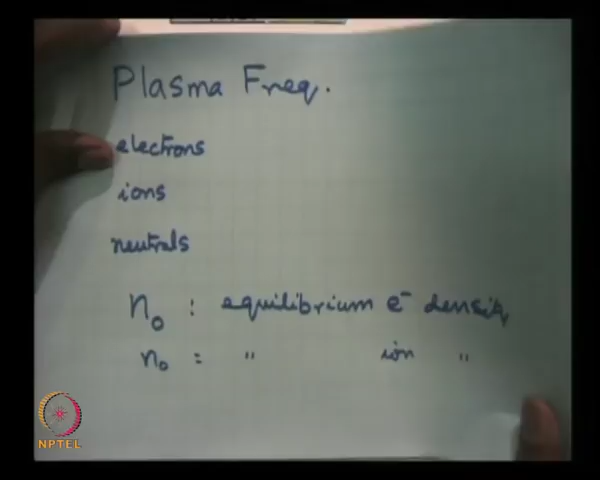 Plasma Freq.
electrons
ions
neutrals
n₀ : equilibrium e⁻ density
n₀ = " ion "
NPTEL